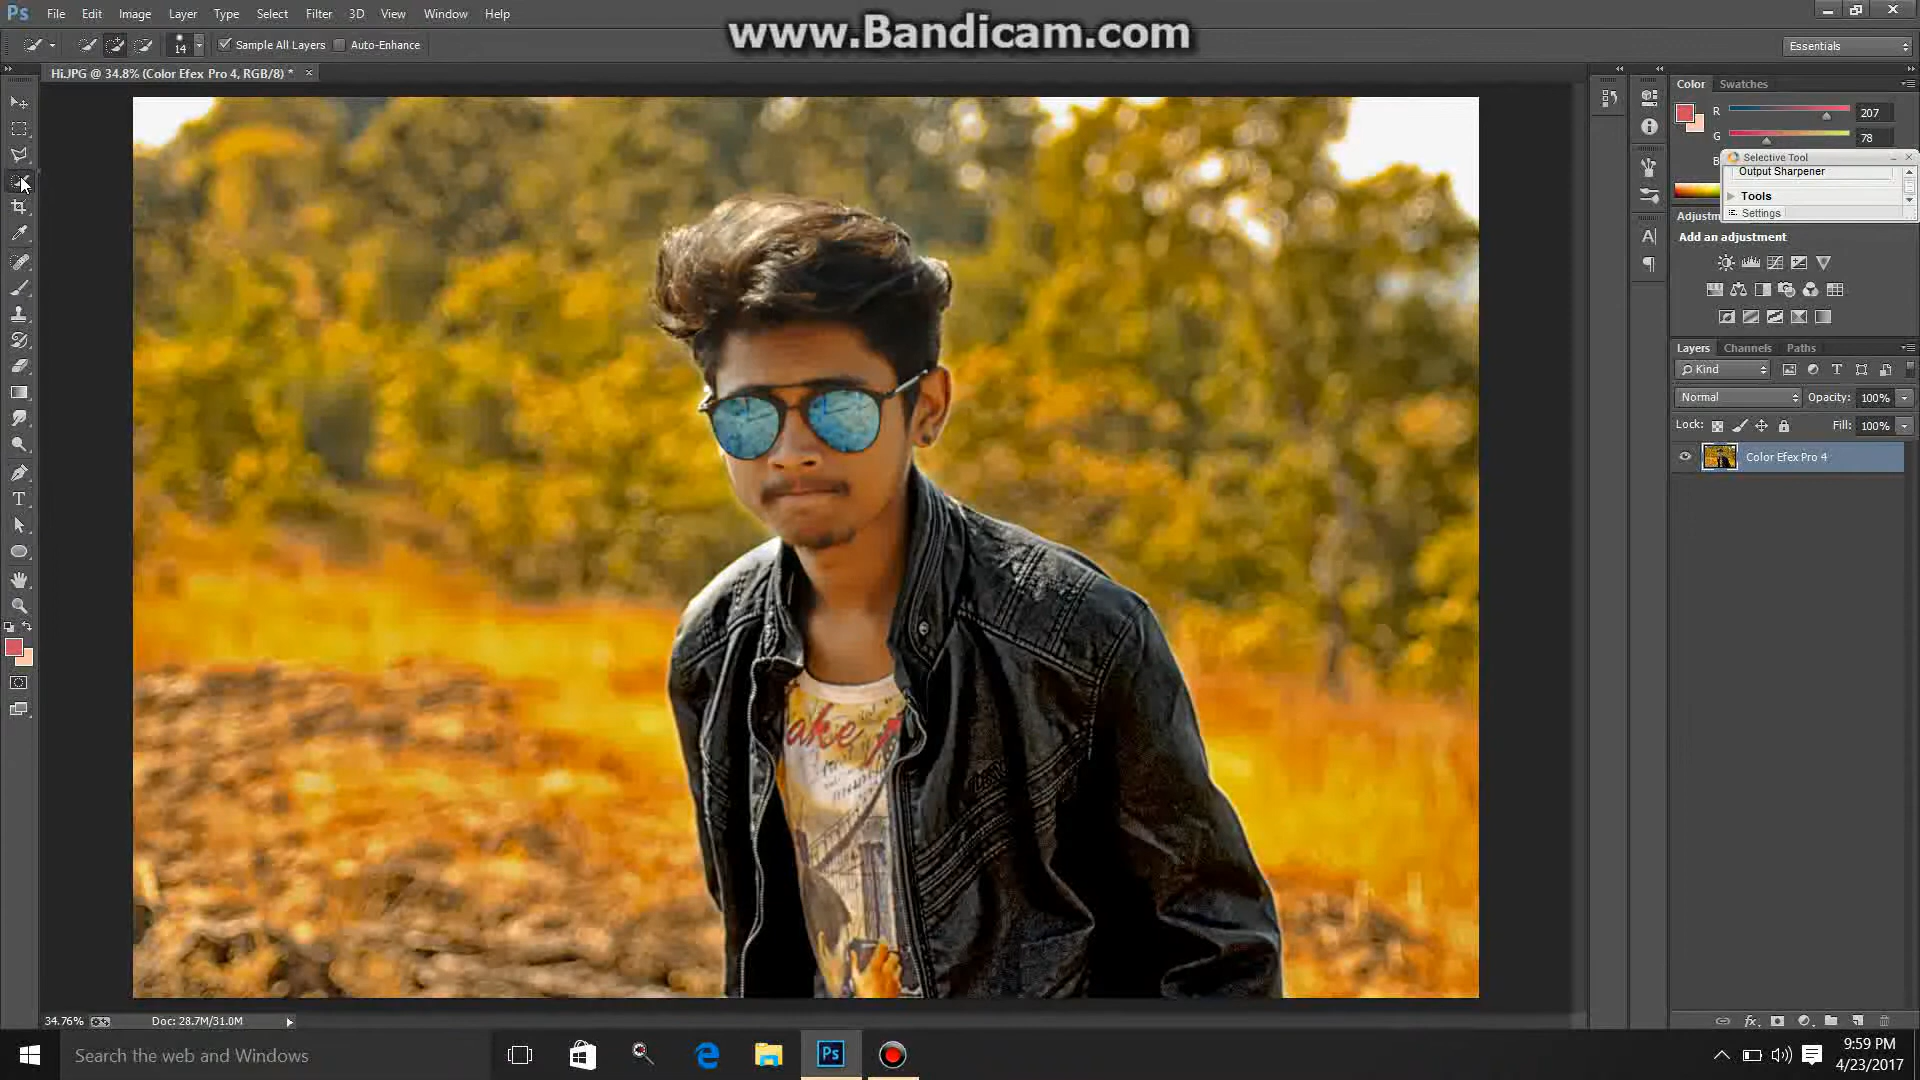 Ps File Edit Image Layer Type Select Filter 3D View Window Help
www.Bandicam.com
14 Sample All Layers Auto-Enhance Essentials
Hi.JPG @ 34.8% (Color Efex Pro 4, RGB/8) * ×
Color Swatches
R 207
G 78
B
Selective Tool
Output Sharpener
Tools
Settings
Adjustm
Add an adjustment
Layers Channels Paths
Kind
Normal Opacity: 100%
Lock: Fill: 100%
Color Efex Pro 4
ake
34.76% Doc: 28.7M/31.0M
Search the web and Windows
Ps
9:59 PM
4/23/2017